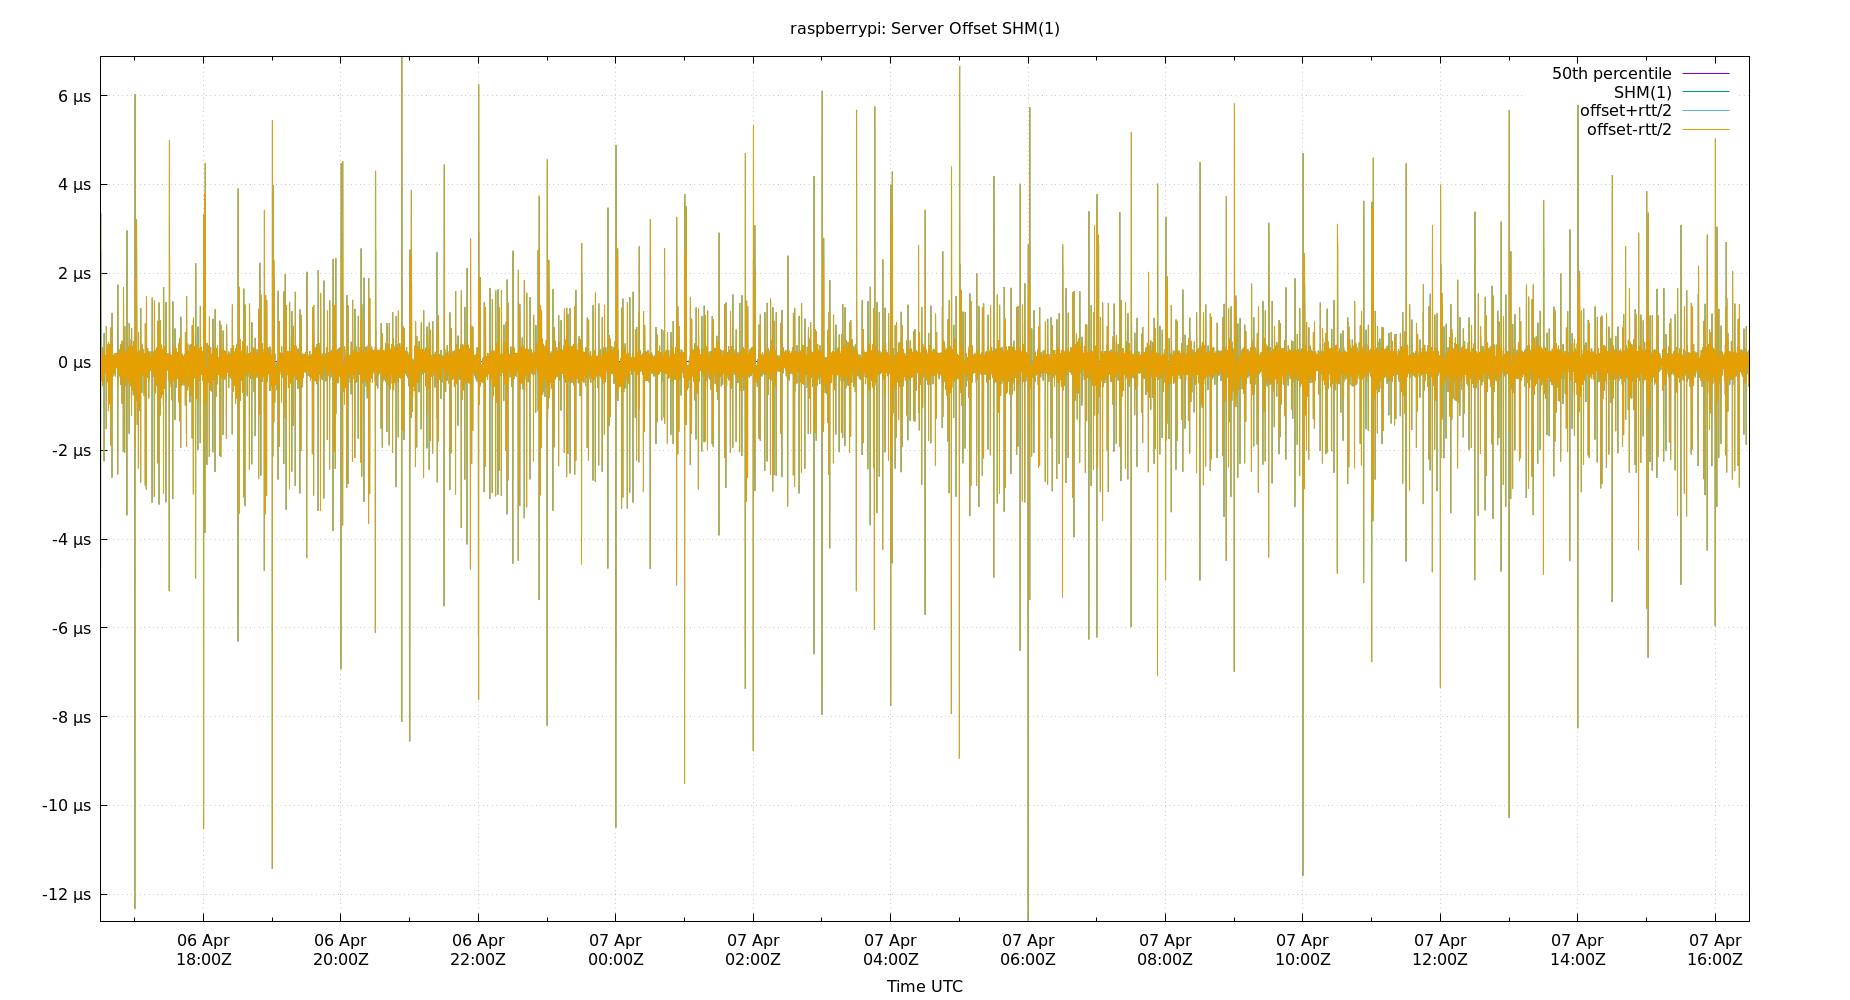 raspberrypi: Server Offset SHM(1)
50th percentile
SHM(1)
offset+rtt/2
offset-rtt/2
6 µs
4 µs
2 µs
0 µs
-2 µs
-4 µs
-6 µs
-8 µs
-10 µs
-12 µs
06 Apr 06 Apr 06 Apr 07 Apr 07 Apr 07 Apr 07 Apr 07 Apr 07 Apr 07 Apr 07 Apr 07 Apr
18:00Z 20:00Z 22:00Z 00:00Z 02:00Z 04:00Z 06:00Z 08:00Z 10:00Z 12:00Z 14:00Z 16:00Z
Time UTC